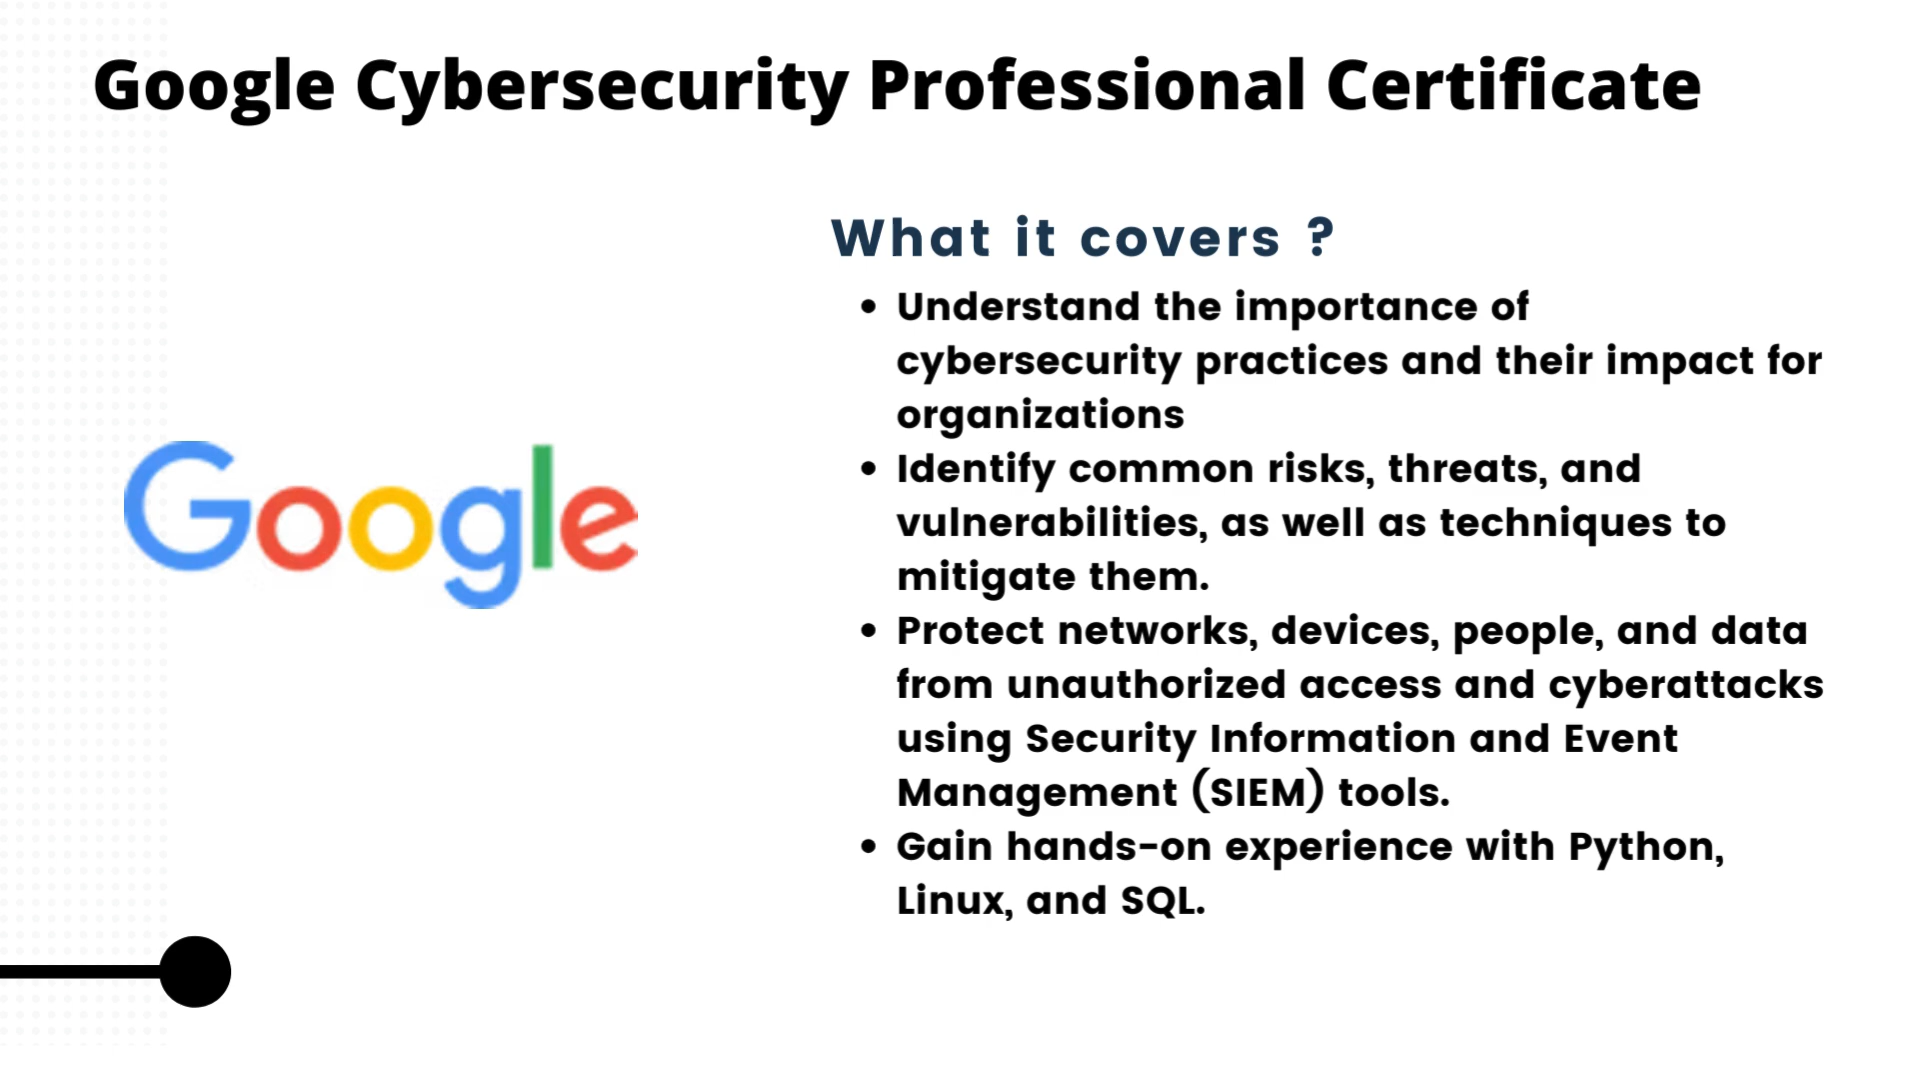 Google Cybersecurity Professional Certificate
What it covers ?
• Understand the importance of
cybersecurity practices and their impact for
organizations
• Identify common risks, threats, and
vulnerabilities, as well as techniques to
mitigate them.
• Protect networks, devices, people, and data
from unauthorized access and cyberattacks
using Security Information and Event
Management (SIEM) tools.
• Gain hands-on experience with Python,
Linux, and SQL.
Google